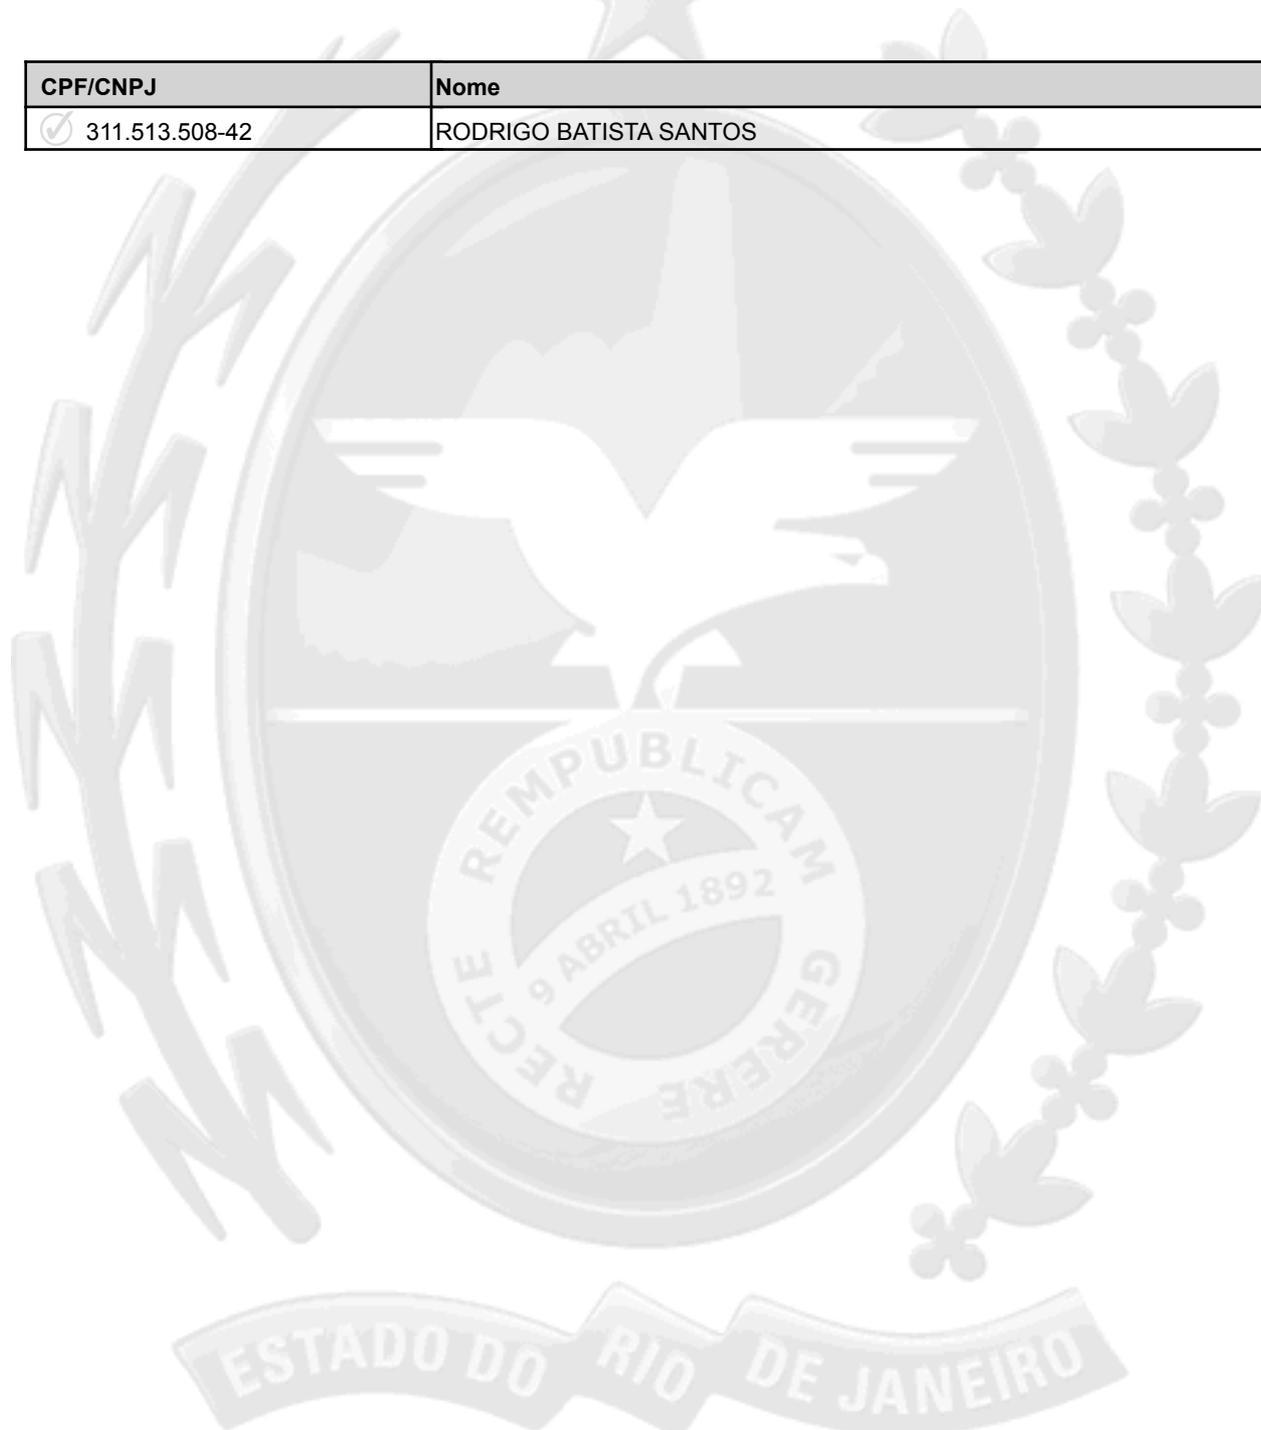 CPF/CNPJ Nome
311.513.508-42 RODRIGO BATISTA SANTOS
REMPUBLICAM
9 ABRIL 1892
RECTE GERERE
ESTADO DO RIO DE JANEIRO